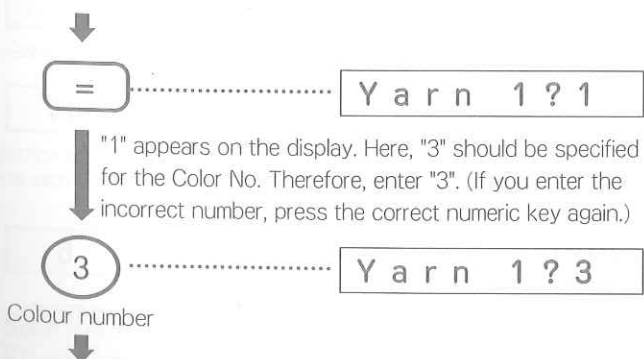 =
Yarn 1?1
"1" appears on the display. Here, "3" should be specified
for the Color No. Therefore, enter "3". (If you enter the
incorrect number, press the correct numeric key again.)
3
Yarn 1?3
Colour number